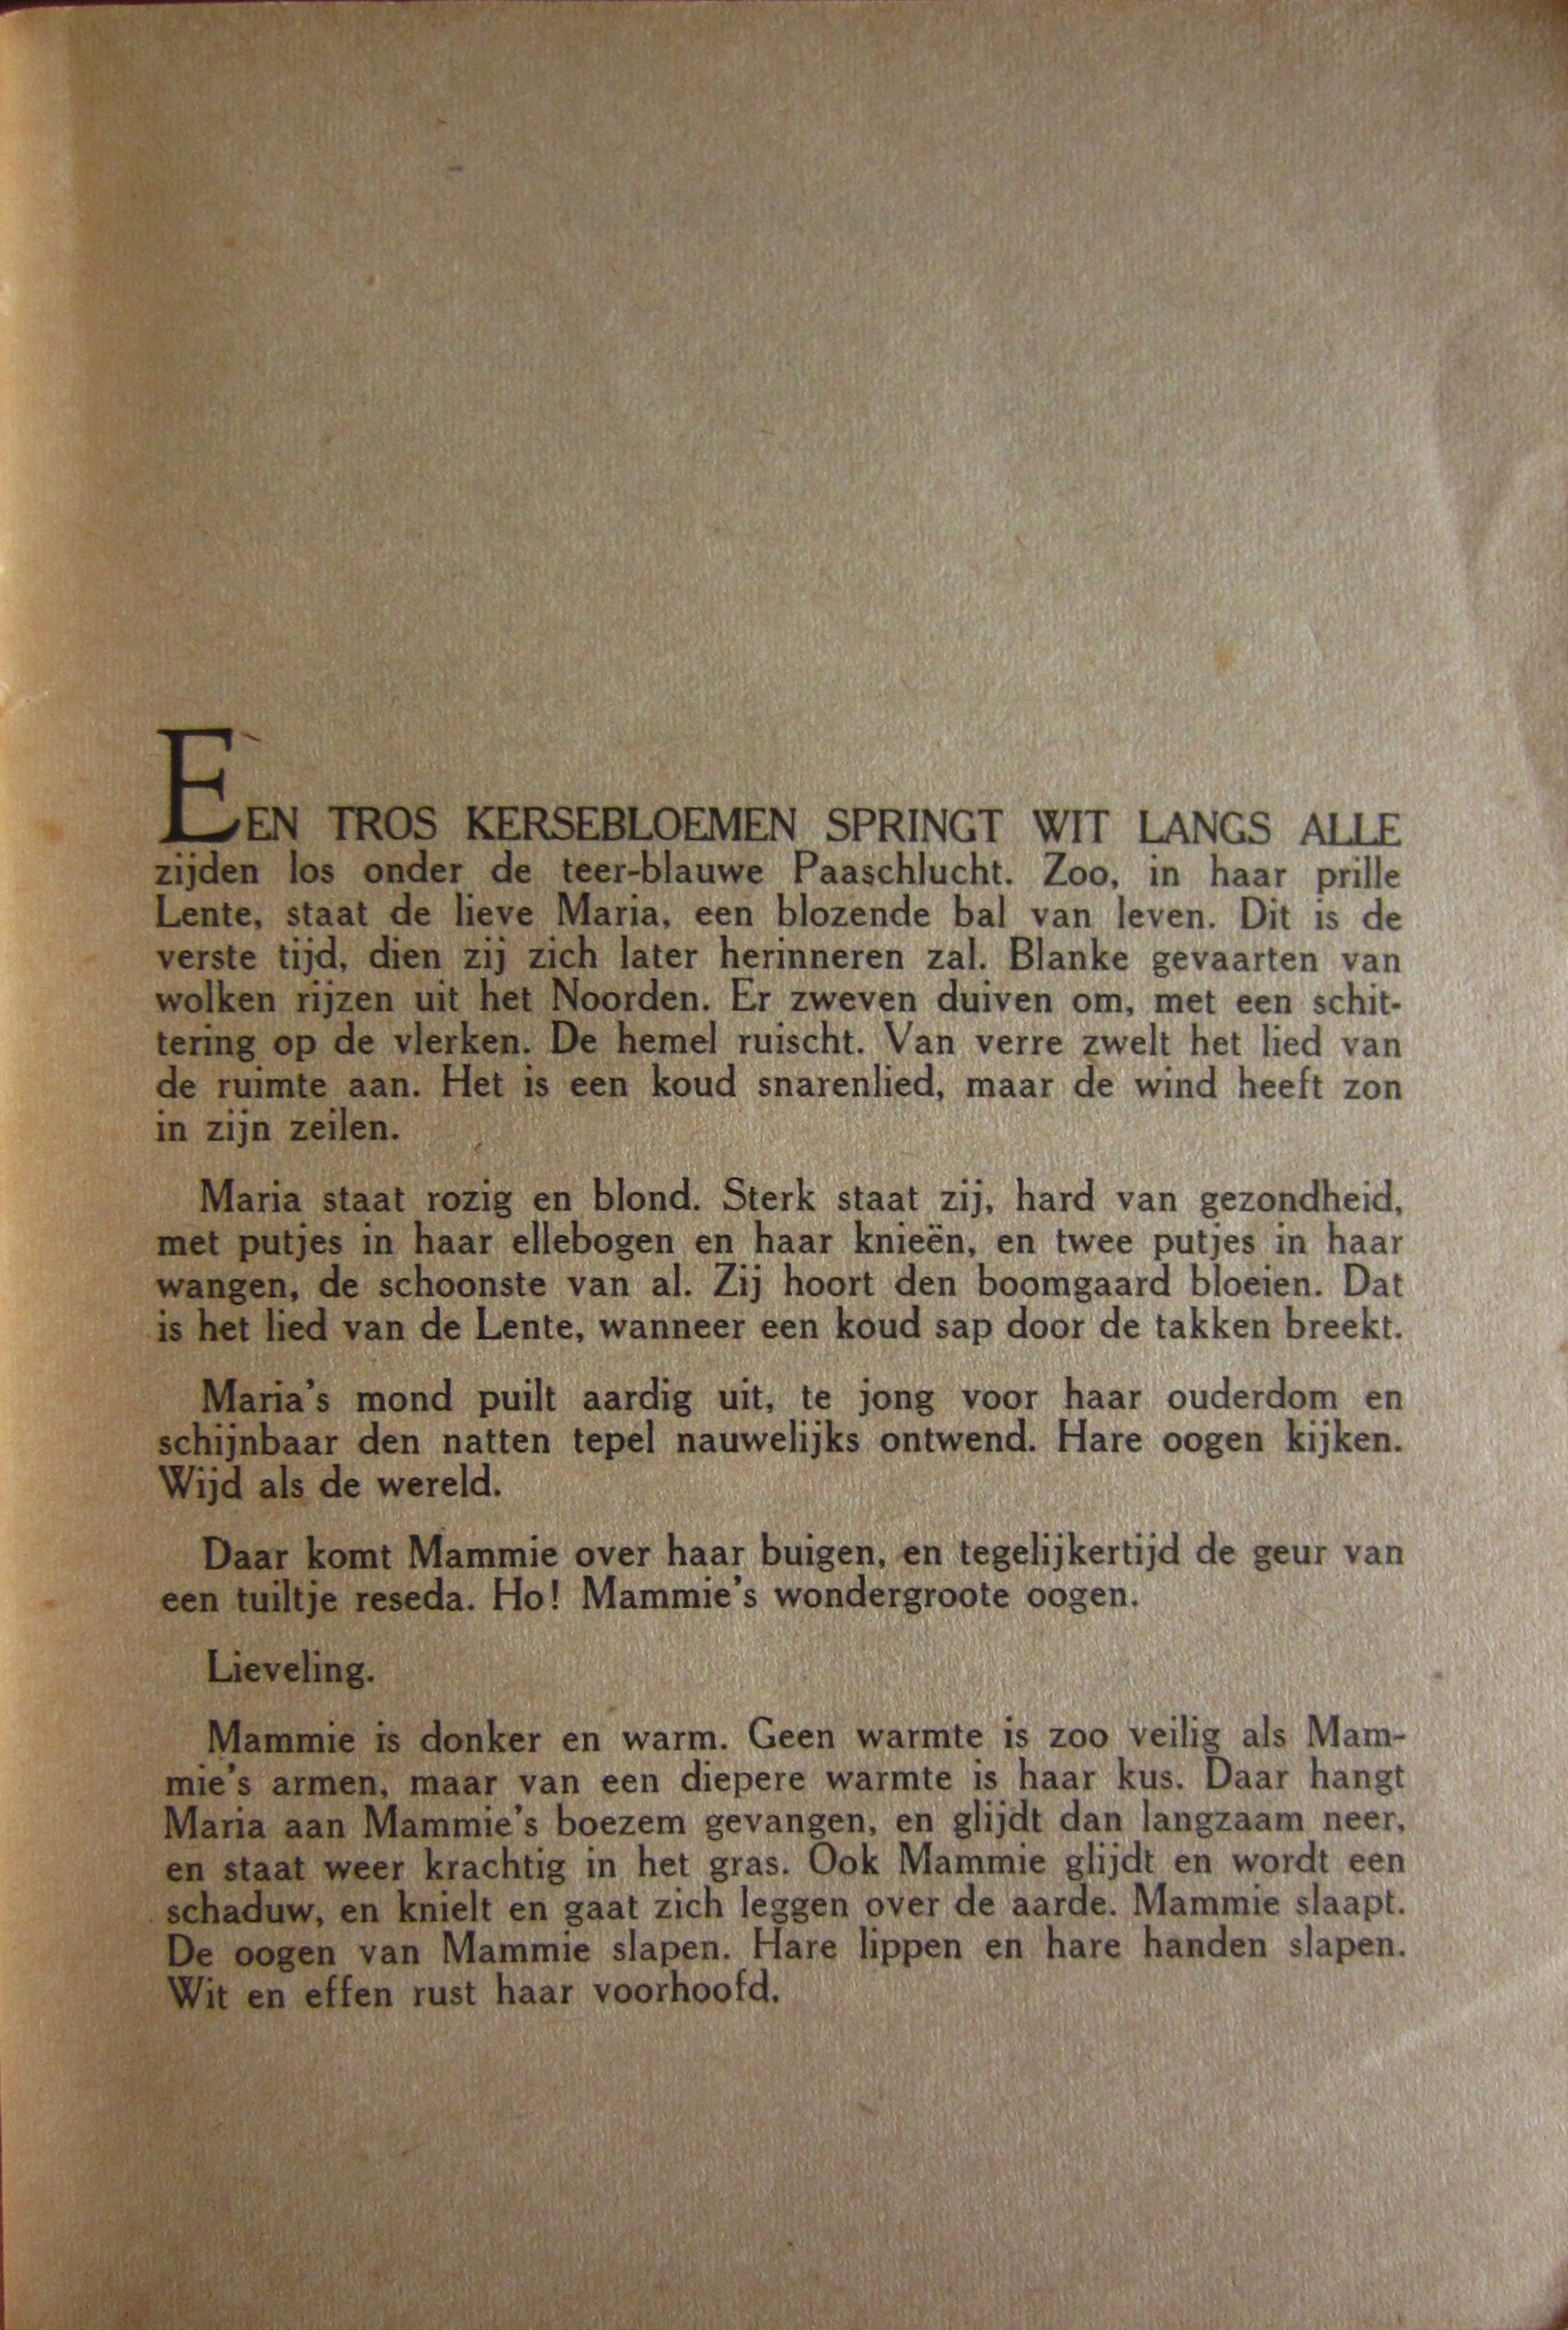 EEN TROS KERSEBLOEMEN SPRINGT WIT LANGS ALLE
zijden los onder de teer-blauwe Paaschlucht. Zoo, in haar prille
Lente, staat de lieve Maria, een blozende bal van leven. Dit is de
verste tijd, dien zij zich later herinneren zal. Blanke gevaarten van
wolken rijzen uit het Noorden. Er zweven duiven om, met een schit-
tering op de vlerken. De hemel ruischt. Van verre zwelt het lied van
de ruimte aan. Het is een koud snarenlied, maar de wind heeft zon
in zijn zeilen.
Maria staat rozig en blond. Sterk staat zij, hard van gezondheid,
met putjes in haar ellebogen en haar knieën, en twee putjes in haar
wangen, de schoonste van al. Zij hoort den boomgaard bloeien. Dat
is het lied van de Lente, wanneer een koud sap door de takken breekt.
Maria's mond puilt aardig uit, te jong voor haar ouderdom en
schijnbaar den natten tepel nauwelijks ontwend. Hare oogen kijken.
Wijd als de wereld.
Daar komt Mammie over haar buigen, en tegelijkertijd de geur van
een tuiltje reseda. Ho! Mammie's wondergroote oogen.
Lieveling.
Mammie is donker en warm. Geen warmte is zoo veilig als Mam-
mie's armen, maar van een diepere warmte is haar kus. Daar hangt
Maria aan Mammie's boezem gevangen, en glijdt dan langzaam neer,
en staat weer krachtig in het gras. Ook Mammie glijdt en wordt een
schaduw, en knielt en gaat zich leggen over de aarde. Mammie slaapt.
De oogen van Mammie slapen. Hare lippen en hare handen slapen.
Wit en effen rust haar voorhoofd.